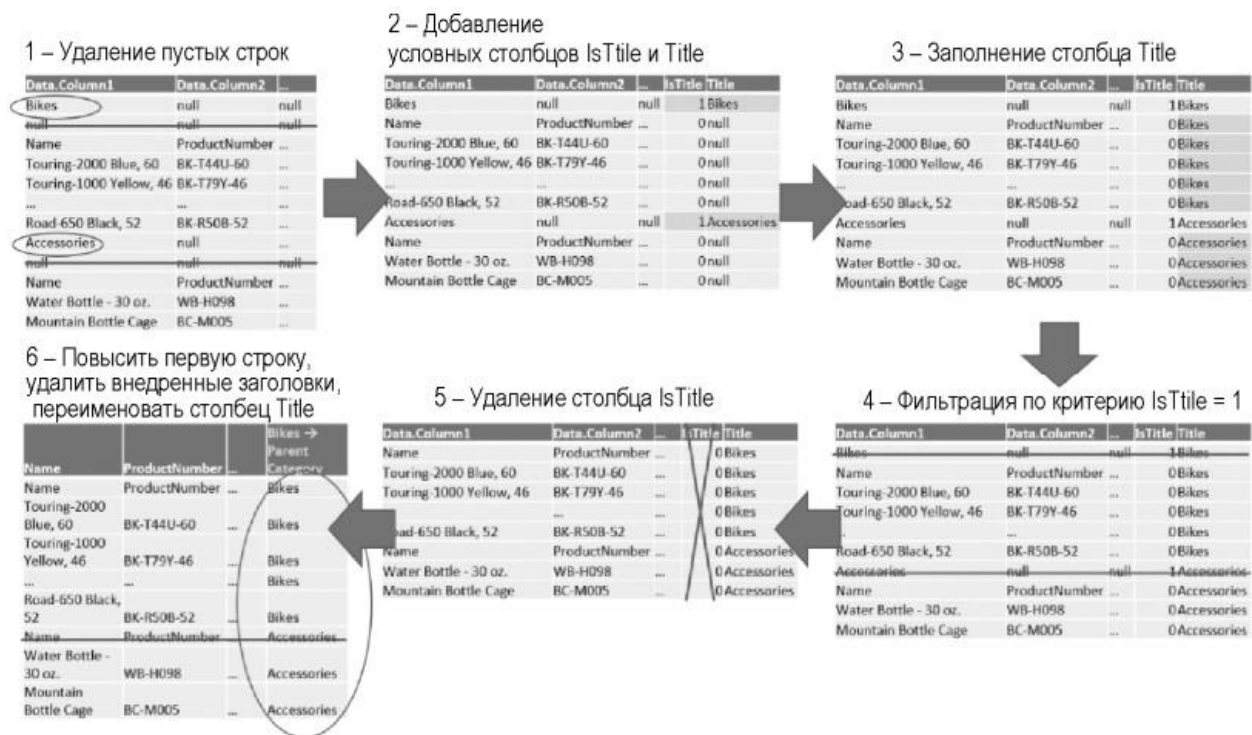 1 – Удаление пустых строк
Data.Column1 Data.Column2 ...
Bikes null null
null null null
Name ProductNumber ...
Touring-2000 Blue, 60 BK-T44U-60 ...
Touring-1000 Yellow, 46 BK-T79Y-46 ...
... ... ...
Road-650 Black, 52 BK-R50B-52 ...
Accessories null ...
null null null
Name ProductNumber ...
Water Bottle - 30 oz. WB-H098 ...
Mountain Bottle Cage BC-M005 ...
2 – Добавление
условных столбцов IsTtile и Title
Data.Column1 Data.Column2 ... IsTitle Title
Bikes null null 1 Bikes
Name ProductNumber ... 0 null
Touring-2000 Blue, 60 BK-T44U-60 ... 0 null
Touring-1000 Yellow, 46 BK-T79Y-46 ... 0 null
... ... ... 0 null
Road-650 Black, 52 BK-R50B-52 ... 0 null
Accessories null null 1 Accessories
Name ProductNumber ... 0 null
Water Bottle - 30 oz. WB-H098 ... 0 null
Mountain Bottle Cage BC-M005 ... 0 null
3 – Заполнение столбца Title
Data.Column1 Data.Column2 ... IsTitle Title
Bikes null null 1 Bikes
Name ProductNumber ... 0 Bikes
Touring-2000 Blue, 60 BK-T44U-60 ... 0 Bikes
Touring-1000 Yellow, 46 BK-T79Y-46 ... 0 Bikes
... ... ... 0 Bikes
Road-650 Black, 52 BK-R50B-52 ... 0 Bikes
Accessories null null 1 Accessories
Name ProductNumber ... 0 Accessories
Water Bottle - 30 oz. WB-H098 ... 0 Accessories
Mountain Bottle Cage BC-M005 ... 0 Accessories
4 – Фильтрация по критерию IsTtile = 1
Data.Column1 Data.Column2 ... IsTitle Title
Bikes null null 1 Bikes
Name ProductNumber ... 0 Bikes
Touring-2000 Blue, 60 BK-T44U-60 ... 0 Bikes
Touring-1000 Yellow, 46 BK-T79Y-46 ... 0 Bikes
... ... ... 0 Bikes
Road-650 Black, 52 BK-R50B-52 ... 0 Bikes
Accessories null null 1 Accessories
Name ProductNumber ... 0 Accessories
Water Bottle - 30 oz. WB-H098 ... 0 Accessories
Mountain Bottle Cage BC-M005 ... 0 Accessories
5 – Удаление столбца IsTitle
Data.Column1 Data.Column2 ... IsTitle Title
Name ProductNumber ... 0 Bikes
Touring-2000 Blue, 60 BK-T44U-60 ... 0 Bikes
Touring-1000 Yellow, 46 BK-T79Y-46 ... 0 Bikes
... ... 0 Bikes
Road-650 Black, 52 BK-R50B-52 ... 0 Bikes
Name ProductNumber ... 0 Accessories
Water Bottle - 30 oz. WB-H098 ... 0 Accessories
Mountain Bottle Cage BC-M005 ... 0 Accessories
6 – Повысить первую строку,
удалить внедренные заголовки,
переименовать столбец Title
Bikes →
Parent
Name ProductNumber ... Category
Name ProductNumber ... Bikes
Touring-2000
Blue, 60 BK-T44U-60 ... Bikes
Touring-1000
Yellow, 46 BK-T79Y-46 ... Bikes
... ... Bikes
Road-650 Black,
52 BK-R50B-52 ... Bikes
Name ProductNumber ... Accessories
Water Bottle -
30 oz. WB-H098 ... Accessories
Mountain
Bottle Cage BC-M005 ... Accessories